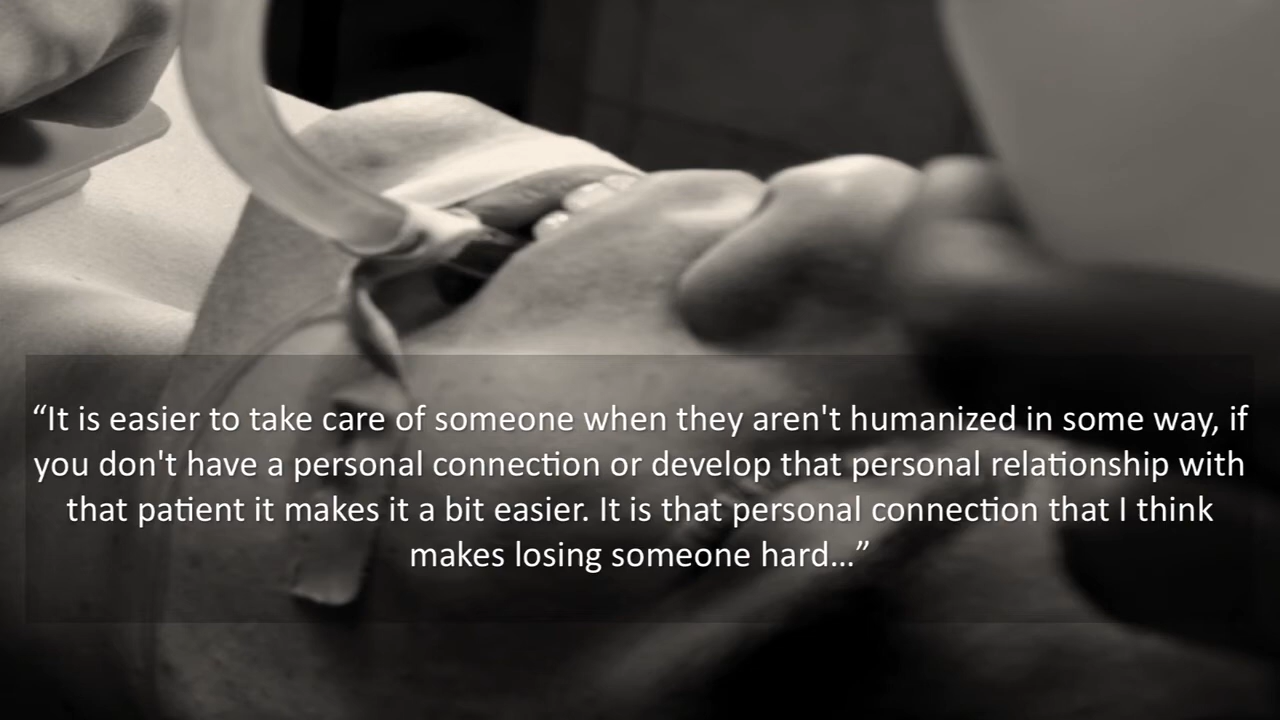 “It is easier to take care of someone when they aren't humanized in some way, if
you don't have a personal connection or develop that personal relationship with
that patient it makes it a bit easier. It is that personal connection that I think
makes losing someone hard…”